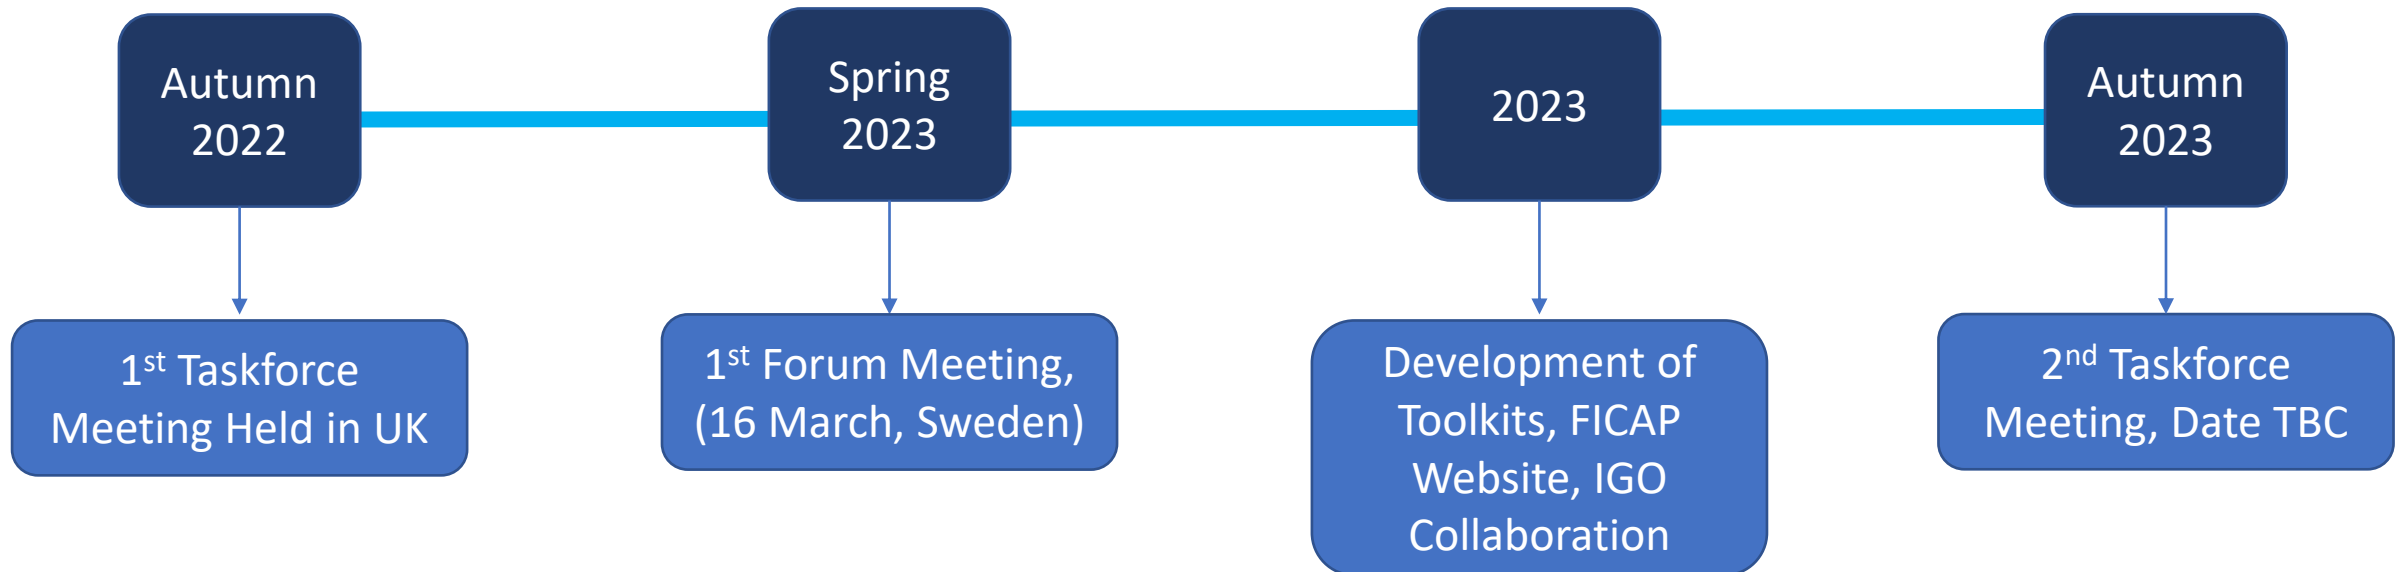 Autumn
2022
Spring
2023
2023
Autumn
2023
1st Taskforce
Meeting Held in UK
1st Forum Meeting,
(16 March, Sweden)
Development of
Toolkits, FICAP
Website, IGO
Collaboration
2nd Taskforce
Meeting, Date TBC